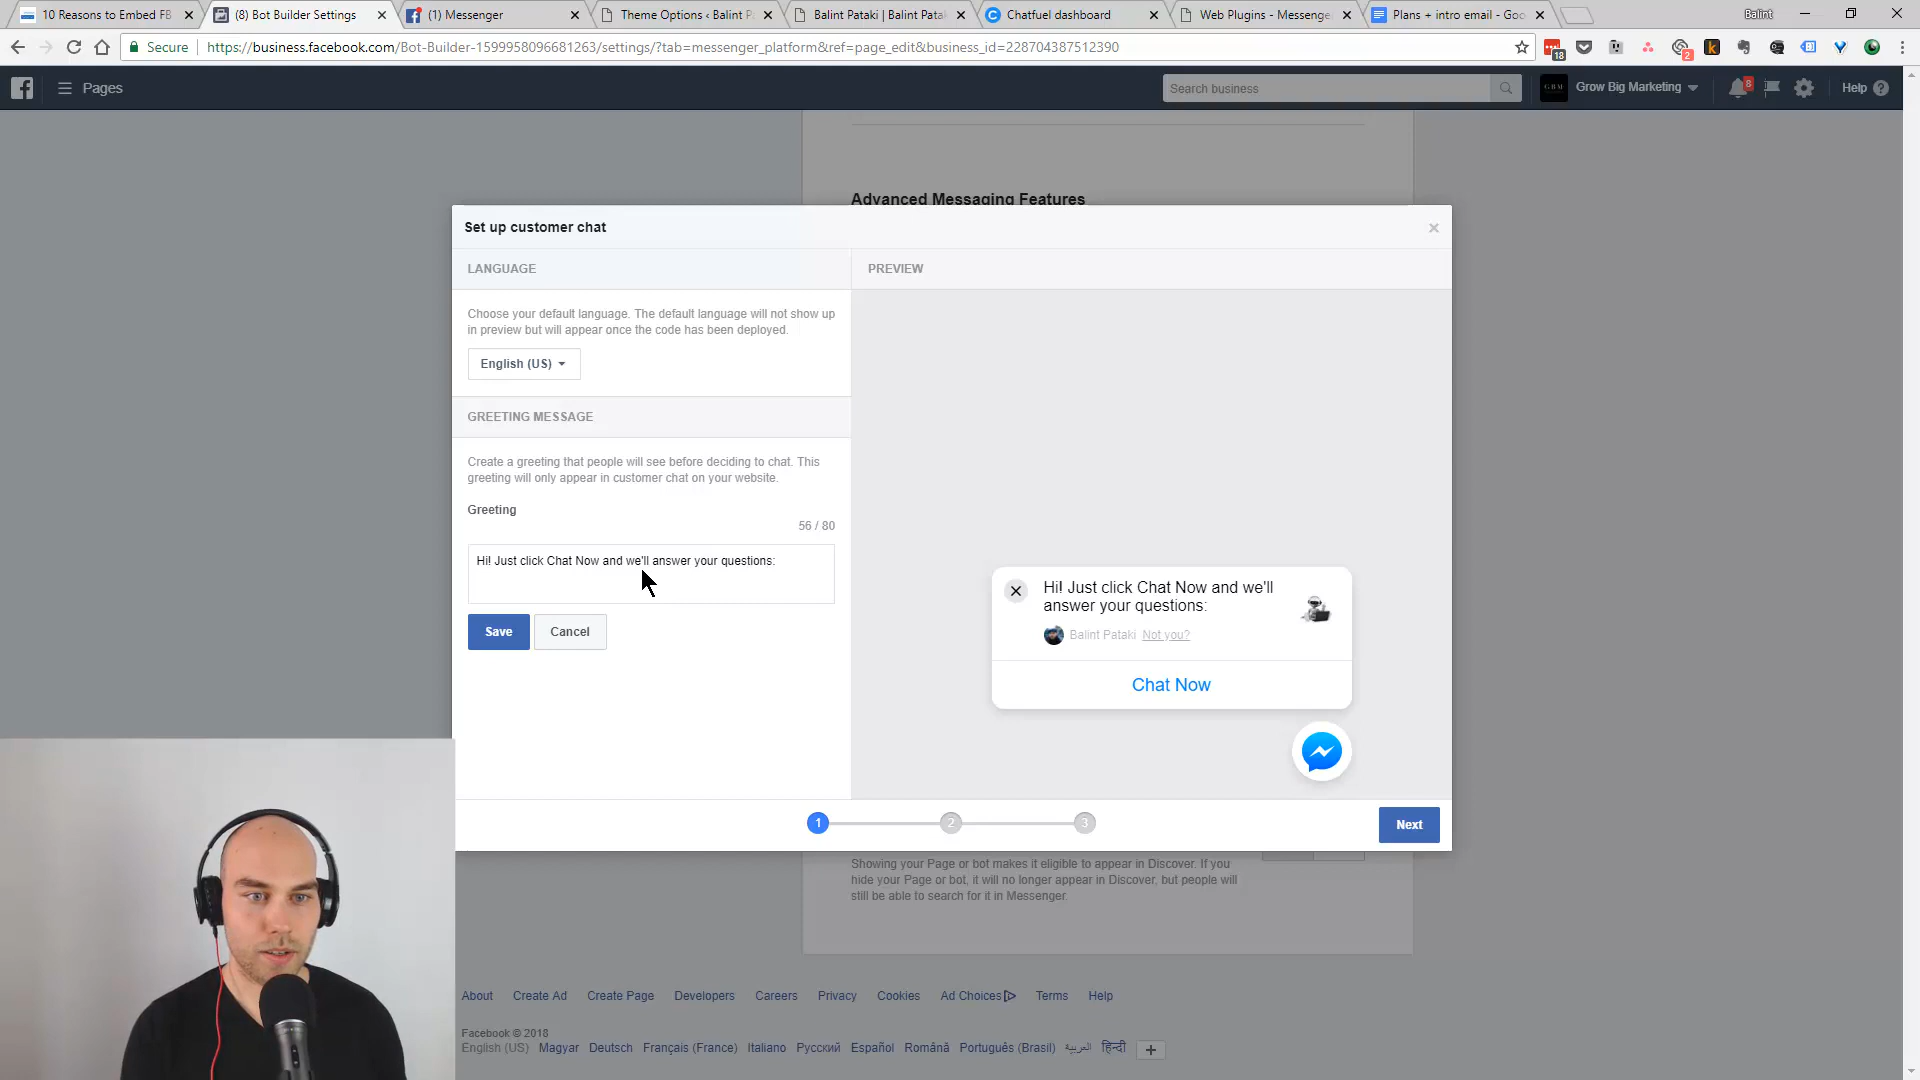 10 Reasons to Embed FB
(8) Bot Builder Settings
(1) Messenger
Theme Options ‹ Balint P
Balint Pataki | Balint Patak
Chatfuel dashboard
Web Plugins - Messenge
Plans + intro email - Goo
Balint
Secure
https://business.facebook.com/Bot-Builder-1599958096681263/settings/?tab=messenger_platform&ref=page_edit&business_id=228704387512390
18
2
Pages
Search business
GBM
Grow Big Marketing
8
Help
Advanced Messaging Features
Set up customer chat
LANGUAGE
PREVIEW
Choose your default language. The default language will not show up
in preview but will appear once the code has been deployed.
English (US)
GREETING MESSAGE
Create a greeting that people will see before deciding to chat. This
greeting will only appear in customer chat on your website.
Greeting
56 / 80
Hi! Just click Chat Now and we'll answer your questions:
Save
Cancel
Hi! Just click Chat Now and we'll
answer your questions:
Balint Pataki Not you?
Chat Now
1
2
3
Next
Showing your Page or bot makes it eligible to appear in Discover. If you
hide your Page or bot, it will no longer appear in Discover, but people will
still be able to search for it in Messenger.
About Create Ad Create Page Developers Careers Privacy Cookies Ad Choices Terms Help
Facebook © 2018
English (US) Magyar Deutsch Français (France) Italiano Русский Español Română Português (Brasil) العربية हिन्दी